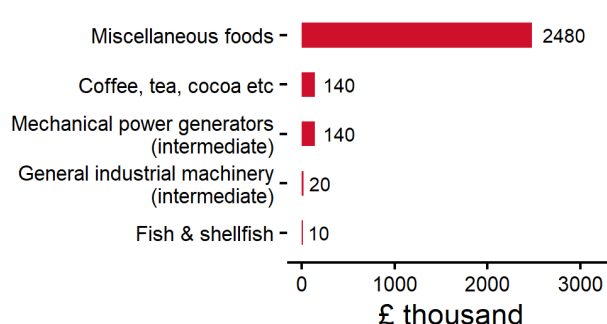 Miscellaneous foods
2480
Coffee, tea, cocoa etc
140
Mechanical power generators
(intermediate)
140
General industrial machinery
(intermediate)
20
Fish & shellfish
10
0 1000 2000 3000
£ thousand